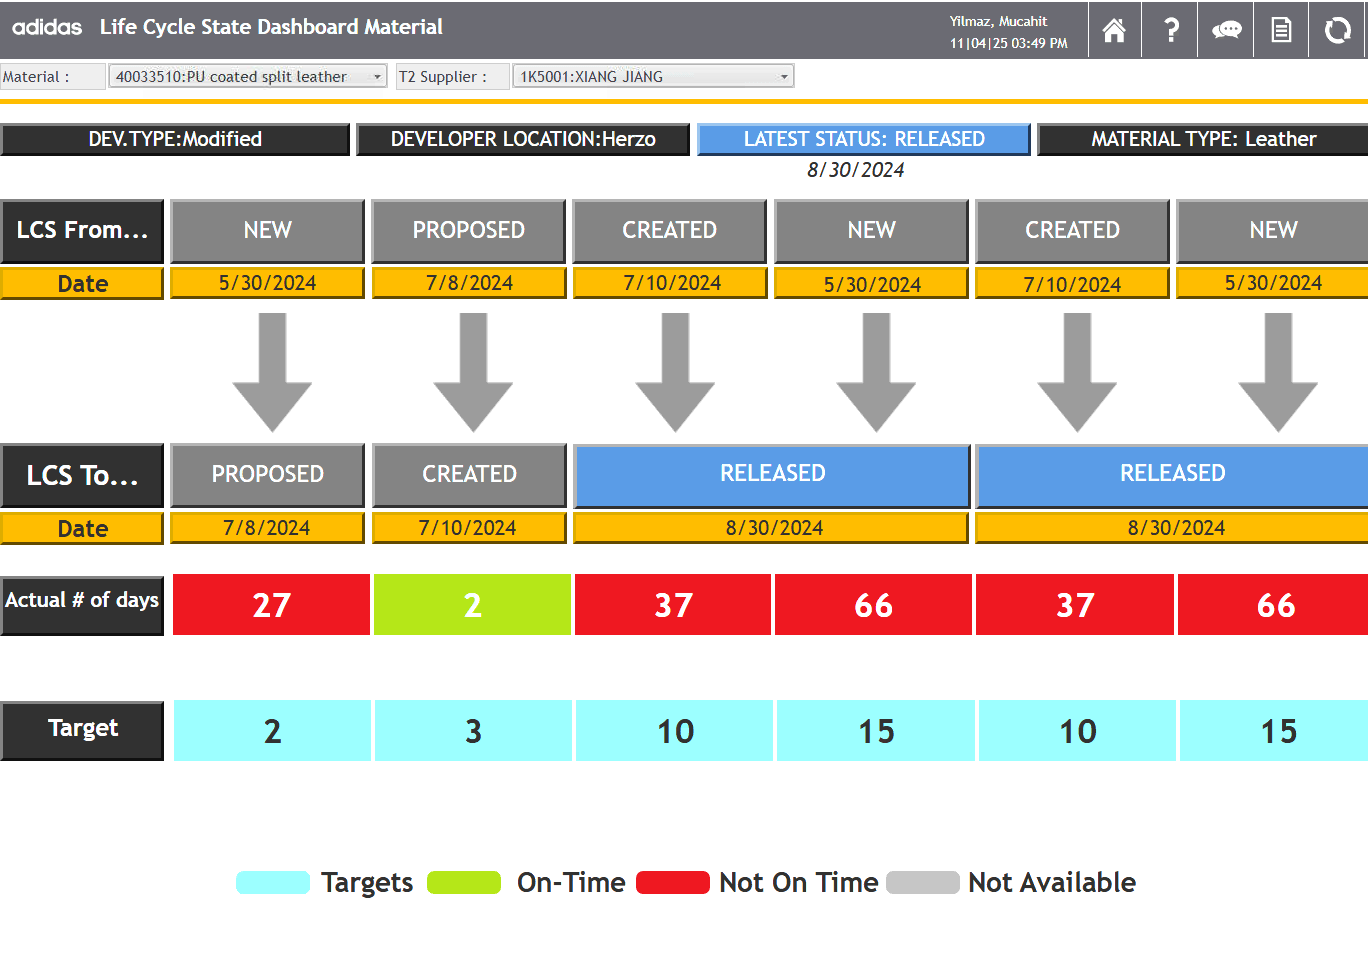 adidas Life Cycle State Dashboard Material
Yilmaz, Mucahit
11|04|25 03:49 PM
?
Material : 40033510:PU coated split leather T2 Supplier : 1K5001:XIANG JIANG
DEV.TYPE:Modified DEVELOPER LOCATION:Herzo LATEST STATUS: RELEASED MATERIAL TYPE: Leather
8/30/2024
LCS From... NEW PROPOSED CREATED NEW CREATED NEW
Date 5/30/2024 7/8/2024 7/10/2024 5/30/2024 7/10/2024 5/30/2024
LCS To... PROPOSED CREATED RELEASED RELEASED
Date 7/8/2024 7/10/2024 8/30/2024 8/30/2024
Actual # of days 27 2 37 66 37 66
Target 2 3 10 15 10 15
Targets On-Time Not On Time Not Available